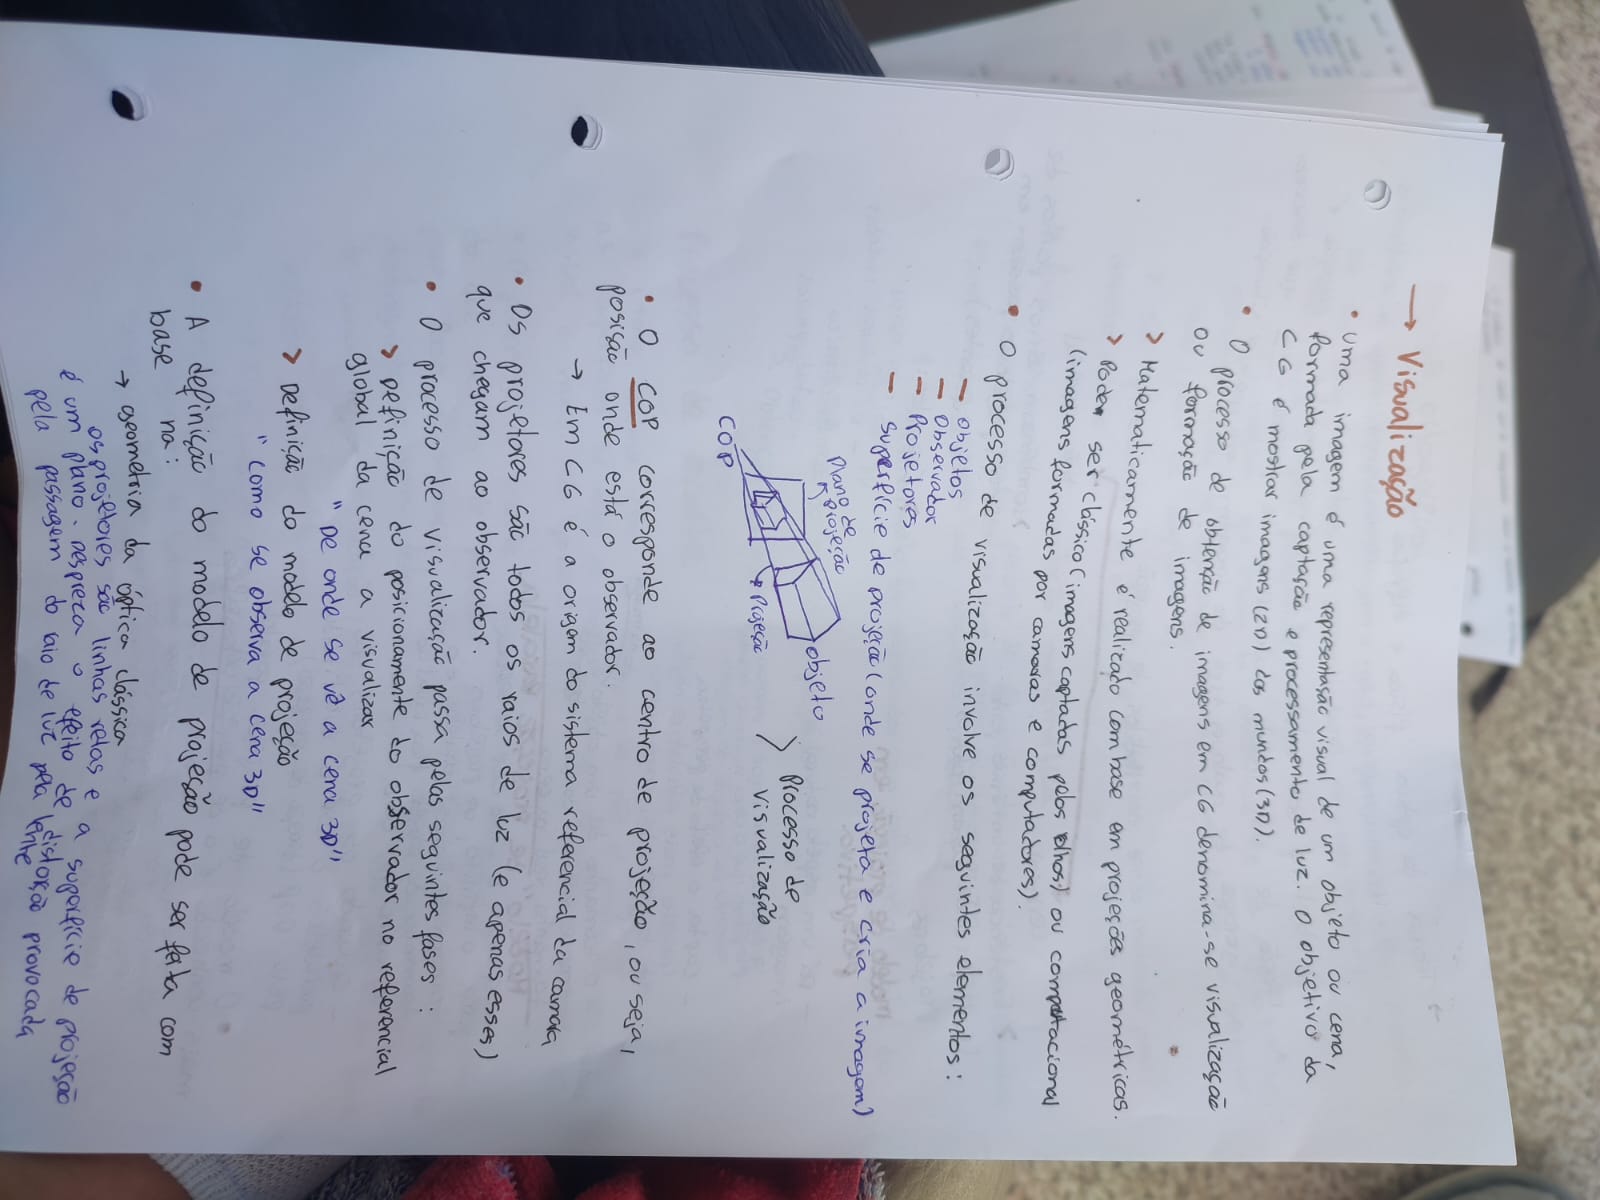 → Visualização
• Uma imagem é uma representação visual de um objeto ou cena,
formada pela captação e processamento de luz. O objetivo da
CG é mostrar imagens (2D) dos mundos (3D).
• O processo de obtenção de imagens em CG denomina-se visualização
ou formação de imagens.
> Matematicamente é realizado com base em projeções geométricas.
> Podem ser clássico (imagens captadas pelos olhos) ou computacional
(imagens formadas por camaras e computadores).
• O processo de visualização involve os seguintes elementos:
– Objetos
– Observador
– Projetores
– Superfície de projeção (onde se projeta e cria a imagem)
Plano de
projeção
objeto
Projeção
COP
> Processo de
visualização
• O COP corresponde ao centro de projeção, ou seja,
posição onde está o observador.
→ Em CG é a origem do sistema referencial da camara
• Os projetores são todos os raios de luz (e apenas esses)
que chegam ao observador.
• O processo de visualização passa pelas seguintes fases:
> Definição do posicionamente do observador no referencial
global da cena a visualizar
"De onde se vê a cena 3D"
> Definição do modelo de projeção
"Como se observa a cena 3D"
• A definição do modelo de projeção pode ser feita com
base na:
→ geometria da óptica clássica
os projetores são linhas retas e a superfície de projeção
é um plano. Despreza o efeito de distorção provocada
pela passagem do raio de luz pela lente